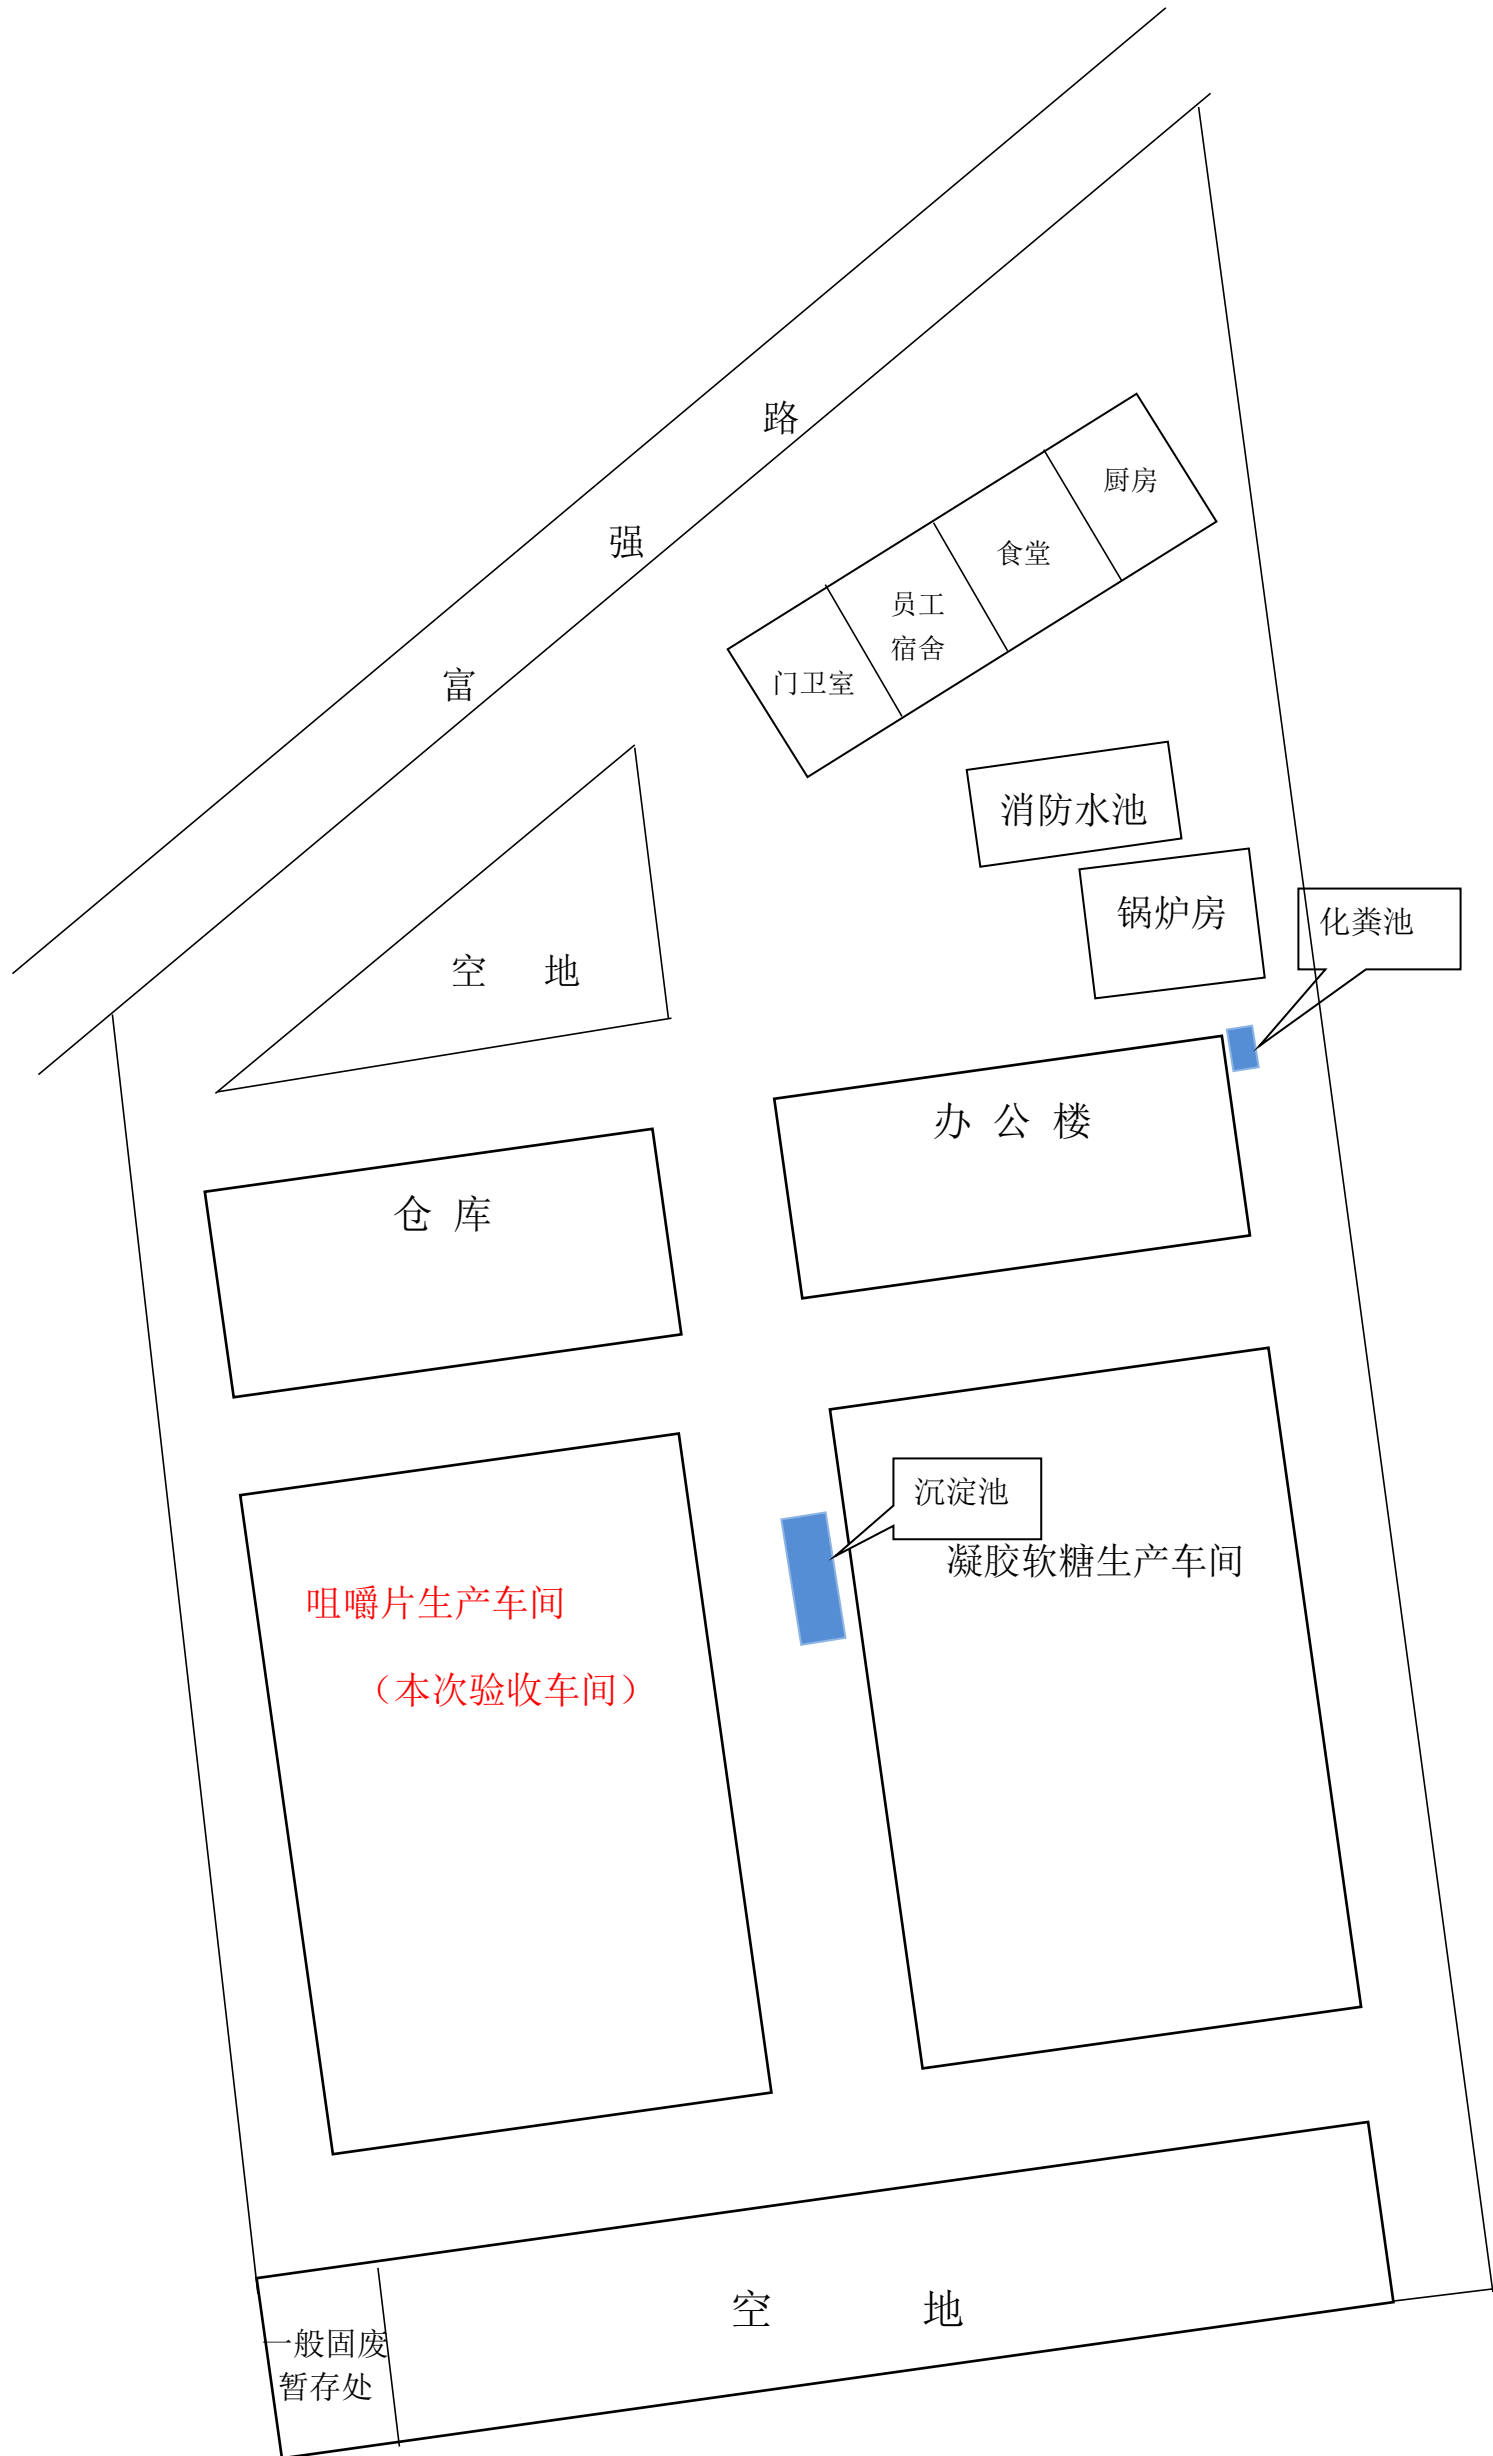 富强路
厨房
食堂
员工
宿舍
门卫室
消防水池
锅炉房
化粪池
空 地
办 公 楼
仓 库
沉淀池
凝胶软糖生产车间
咀嚼片生产车间
（本次验收车间）
空 地
一般固废
暂存处